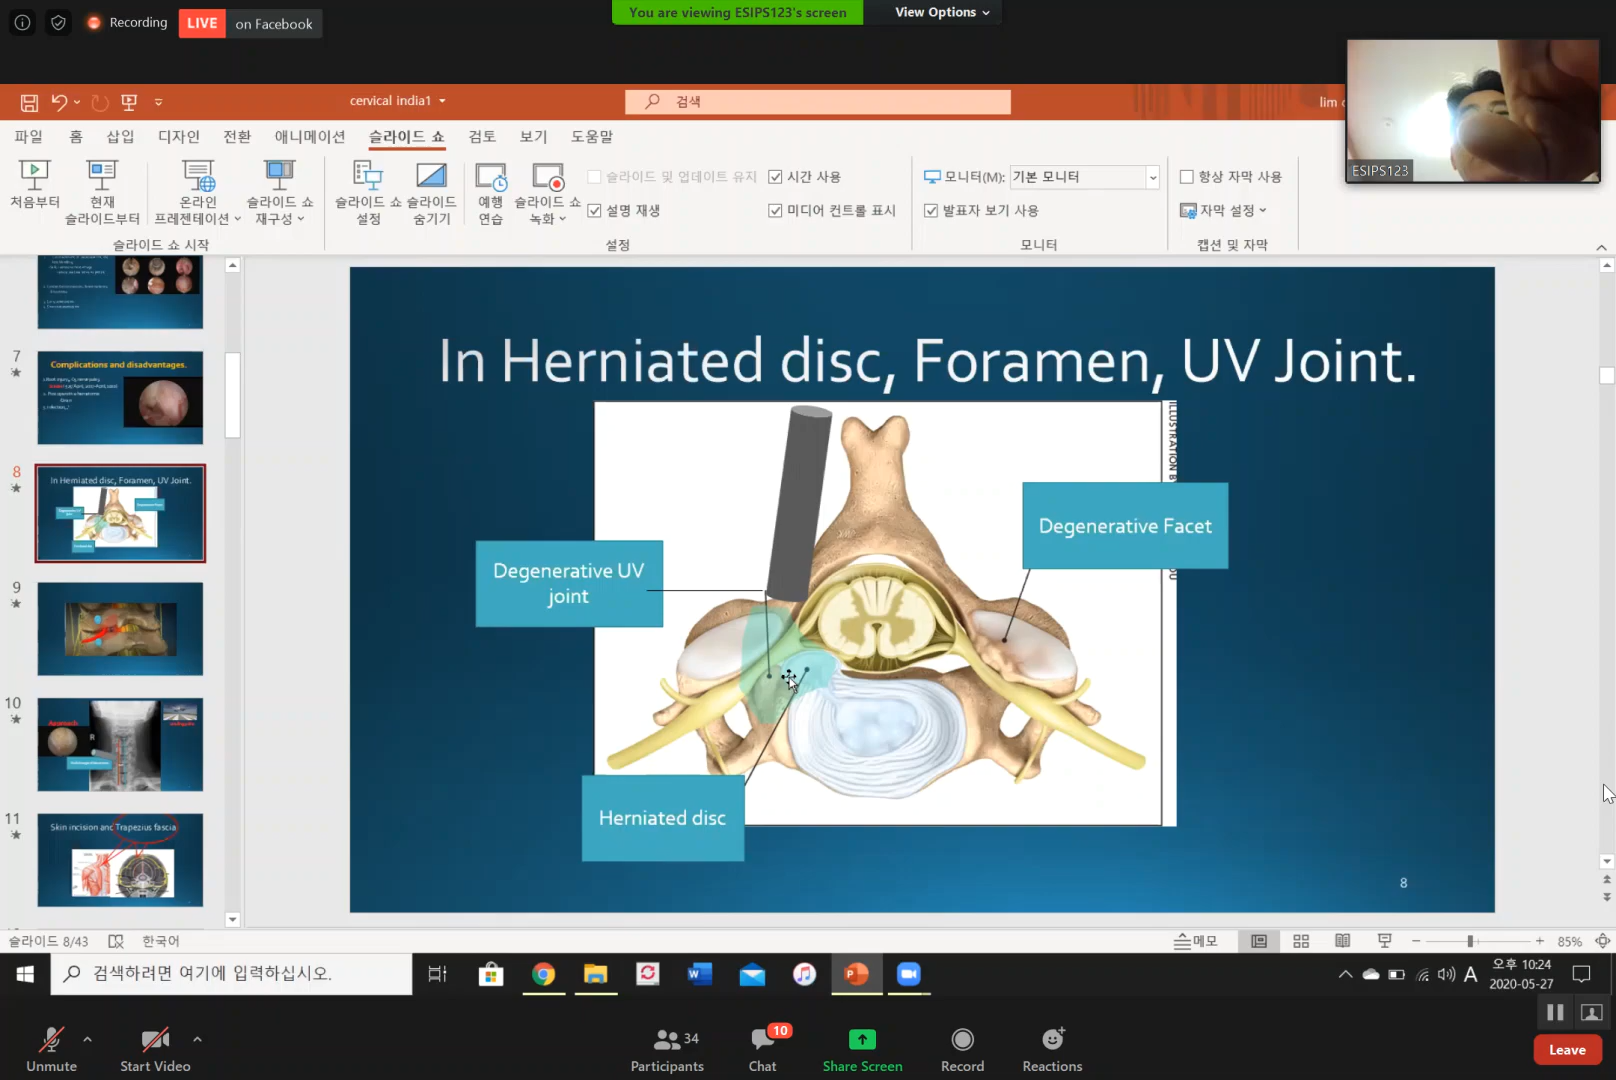 Recording
LIVE on Facebook
You are viewing ESIPS123's screen
View Options
ESIPS123
cervical india1
검색
lim
파일 홈 삽입 디자인 전환 애니메이션 슬라이드 쇼 검토 보기 도움말
처음부터
현재
슬라이드부터
온라인
프레젠테이션
슬라이드 쇼
재구성
슬라이드 쇼
설정
슬라이드
숨기기
예행
연습
슬라이드 쇼
녹화
슬라이드 및 업데이트 유지
설명 재생
시간 사용
미디어 컨트롤 표시
모니터(M): 기본 모니터
발표자 보기 사용
항상 자막 사용
자막 설정
슬라이드 쇼 시작
설정
모니터
캡션 및 자막
7
Complications and disadvantages.
8
In Herniated disc, Foramen, UV Joint.
9
10
11
Skin incision and Trapezius fascia
In Herniated disc, Foramen, UV Joint.
ILLUSTRATION
Degenerative Facet
Degenerative UV
joint
Herniated disc
8
슬라이드 8/43
한국어
메모
85%
검색하려면 여기에 입력하십시오.
A
오후 10:24
2020-05-27
Unmute
Start Video
34
Participants
10
Chat
Share Screen
Record
Reactions
Leave